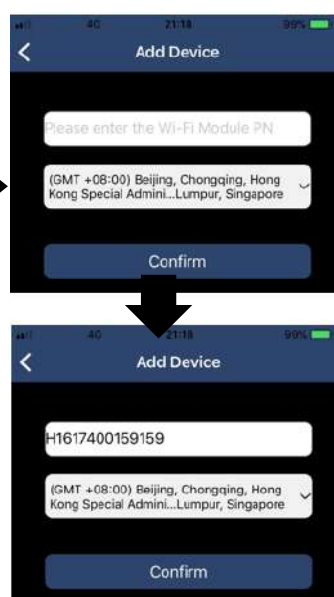 4G 21:18 99%
Add Device
Please enter the Wi-Fi Module PN
(GMT +08:00) Beijing, Chongqing, Hong
Kong Special Admini...Lumpur, Singapore
Confirm
4G 21:18 99%
Add Device
H1617400159159
(GMT +08:00) Beijing, Chongqing, Hong
Kong Special Admini...Lumpur, Singapore
Confirm